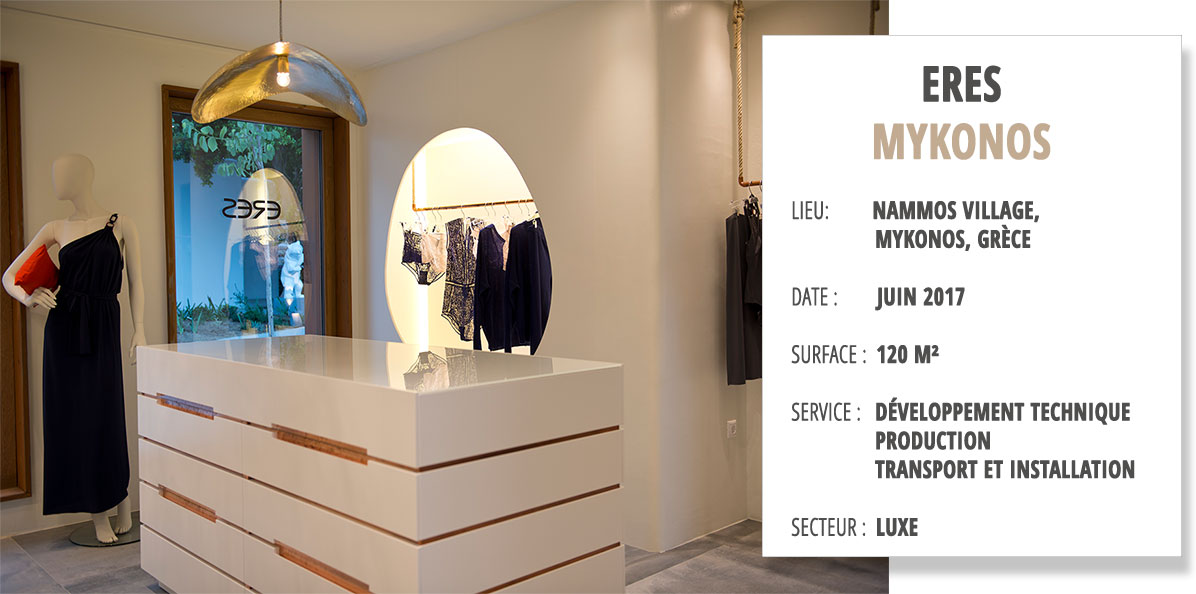 ERES
ERES
MYKONOS
LIEU: NAMMOS VILLAGE,
MYKONOS, GRÈCE
DATE : JUIN 2017
SURFACE : 120 M²
SERVICE : DÉVELOPPEMENT TECHNIQUE
PRODUCTION
TRANSPORT ET INSTALLATION
SECTEUR : LUXE